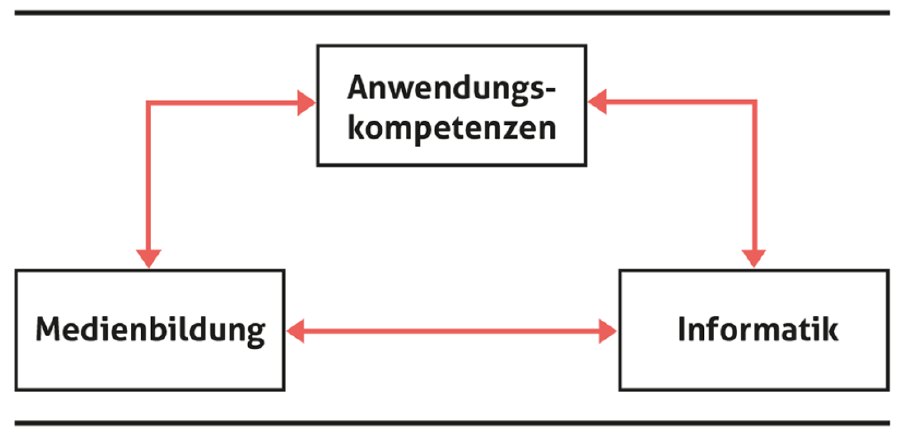 Anwendungs-
kompetenzen
Medienbildung
Informatik